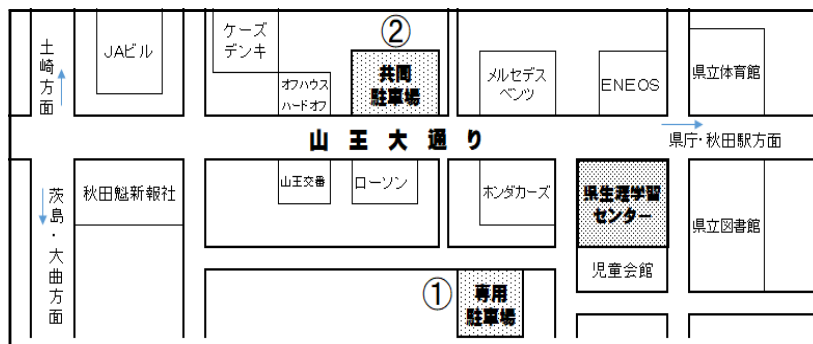 土崎方面
JAビル
ケーズ
デンキ
オフハウス
ハードオフ
②
共同
駐車場
メルセデス
ベンツ
ENEOS
県立体育館
山王大通り
県庁・秋田駅方面
茨島・大曲方面
秋田魁新報社
山王交番
ローソン
ホンダカーズ
県生涯学習
センター
県立図書館
児童会館
①
専用
駐車場